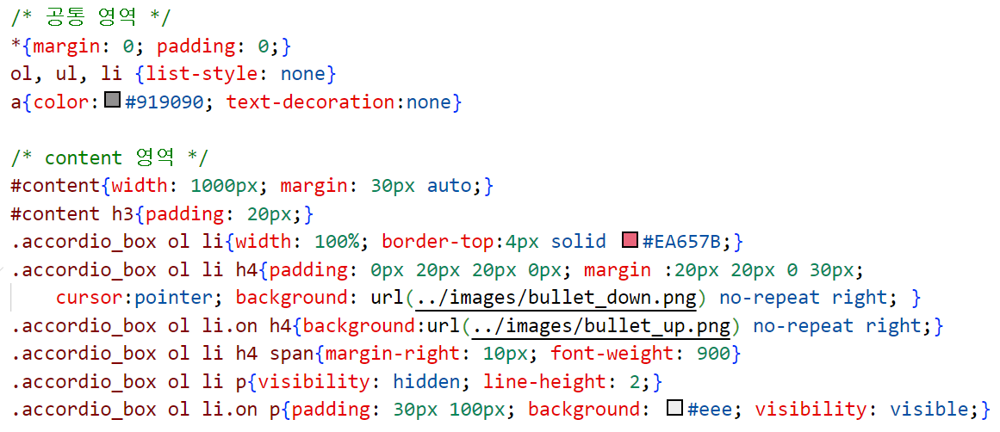 /* 공통 영역 */
*{margin: 0; padding: 0;}
ol, ul, li {list-style: none}
a{color: #919090; text-decoration:none}
/* content 영역 */
#content{width: 1000px; margin: 30px auto;}
#content h3{padding: 20px;}
.accordio_box ol li{width: 100%; border-top:4px solid #EA657B;}
.accordio_box ol li h4{padding: 0px 20px 20px 0px; margin :20px 20px 0 30px;
cursor:pointer; background: url(../images/bullet_down.png) no-repeat right; }
.accordio_box ol li.on h4{background:url(../images/bullet_up.png) no-repeat right;}
.accordio_box ol li h4 span{margin-right: 10px; font-weight: 900}
.accordio_box ol li p{visibility: hidden; line-height: 2;}
.accordio_box ol li.on p{padding: 30px 100px; background: #eee; visibility: visible;}